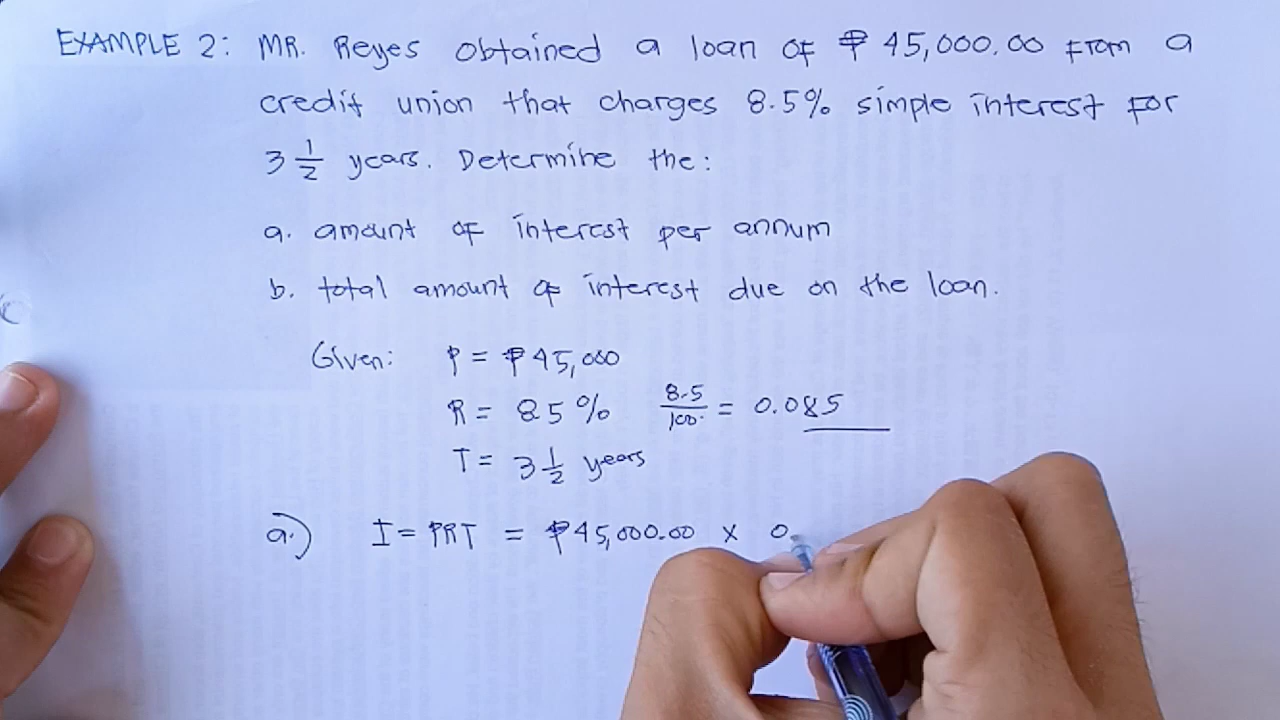 EXAMPLE 2: MR. Reyes obtained a loan of ₱ 45,000.00 from a
credit union that charges 8.5% simple interest for
3 1/2 years. Determine the:
a. amount of interest per annum
b. total amount of interest due on the loan.
Given: P = ₱45,000
R = 8.5% 8.5/100 = 0.085
T = 3 1/2 years
a.) I = PRT = ₱45,000.00 x 0.